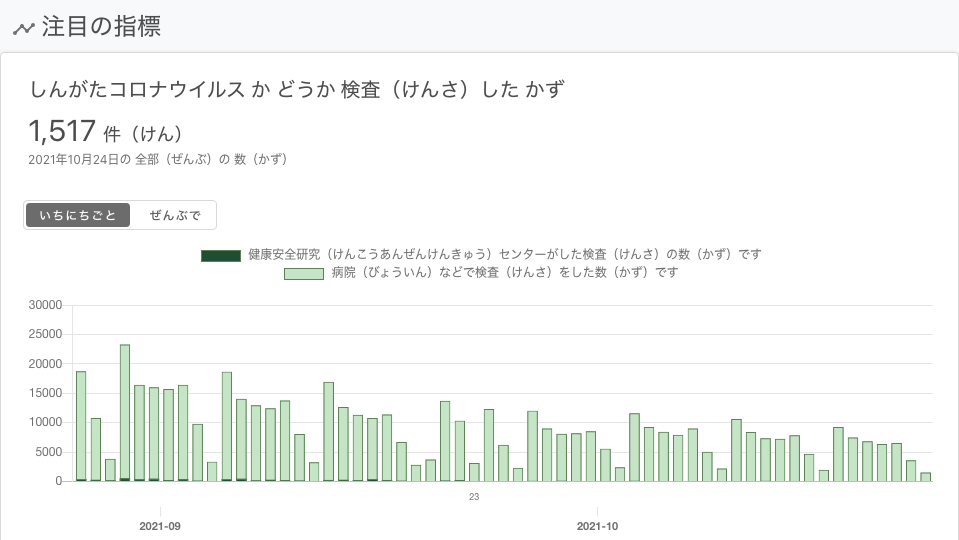 注目の指標
しんがたコロナウイルス か どうか 検査（けんさ）した かず
1,517 件（けん）
2021年10月24日の 全部（ぜんぶ）の 数（かず）
いちにちごと ぜんぶで
健康安全研究（けんこうあんぜんけんきゅう）センターがした検査（けんさ）の数（かず）です
病院（びょういん）などで検査（けんさ）をした数（かず）です
30000
25000
20000
15000
10000
5000
0
23
2021-09 2021-10